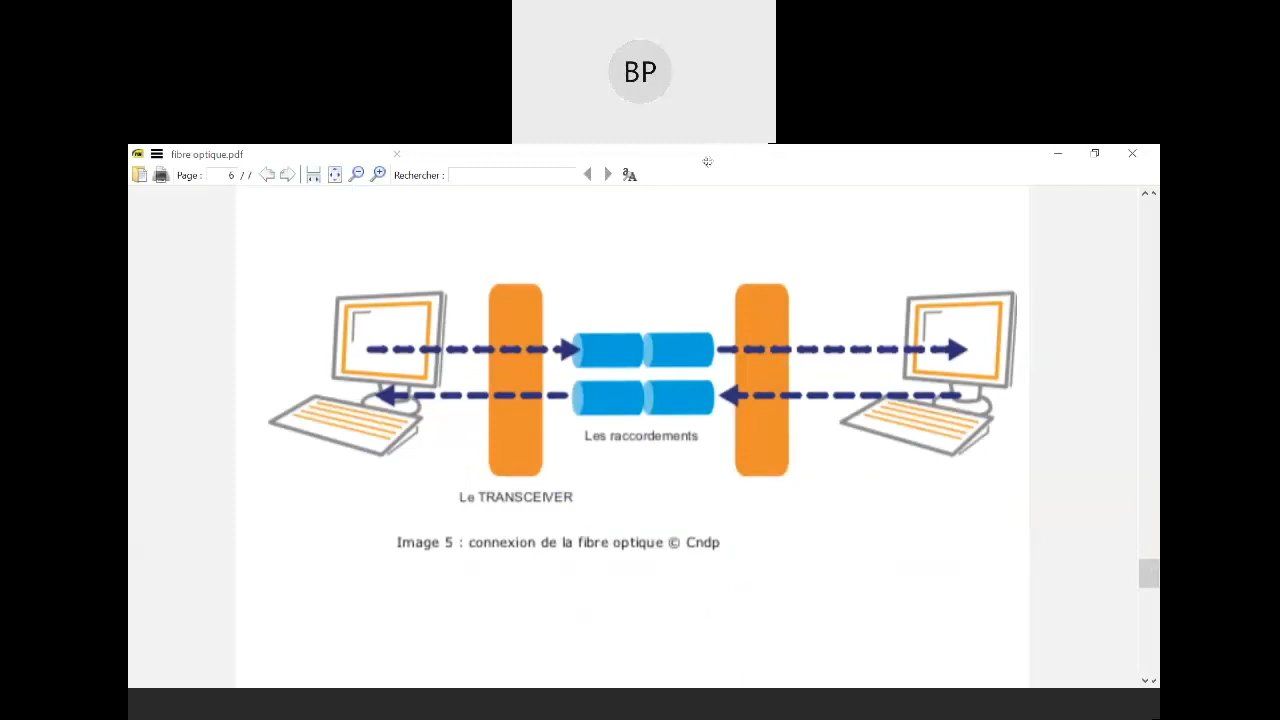 BP
fibre optique.pdf
Page : 6 / 7 Rechercher :
Les raccordements
Le TRANSCEIVER
Image 5 : connexion de la fibre optique © Cndp